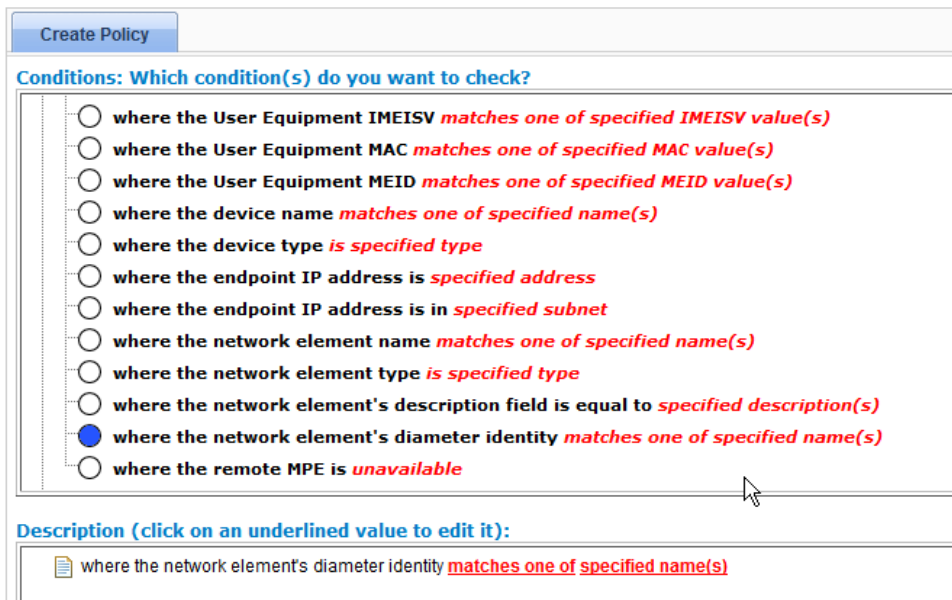 Create Policy
Conditions: Which condition(s) do you want to check?
where the User Equipment IMEISV matches one of specified IMEISV value(s)
where the User Equipment MAC matches one of specified MAC value(s)
where the User Equipment MEID matches one of specified MEID value(s)
where the device name matches one of specified name(s)
where the device type is specified type
where the endpoint IP address is specified address
where the endpoint IP address is in specified subnet
where the network element name matches one of specified name(s)
where the network element type is specified type
where the network element's description field is equal to specified description(s)
where the network element's diameter identity matches one of specified name(s)
where the remote MPE is unavailable
Description (click on an underlined value to edit it):
where the network element's diameter identity matches one of specified name(s)